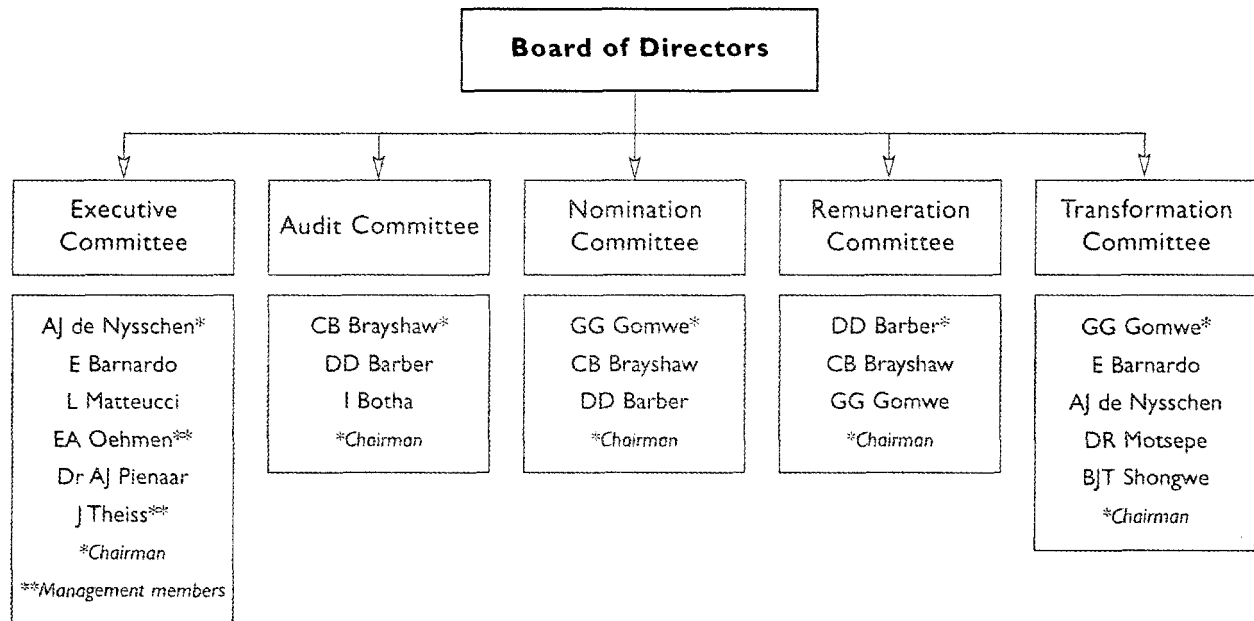 Board of Directors
Executive
Committee
Audit Committee
Nomination
Committee
Remuneration
Committee
Transformation
Committee
AJ de Nysschen*
E Barnardo
L Matteucci
EA Oehmen**
Dr AJ Pienaar
J Theiss**
*Chairman
**Management members
CB Brayshaw*
DD Barber
I Botha
*Chairman
GG Gomwe*
CB Brayshaw
DD Barber
*Chairman
DD Barber*
CB Brayshaw
GG Gomwe
*Chairman
GG Gomwe*
E Barnardo
AJ de Nysschen
DR Motsepe
BJT Shongwe
*Chairman